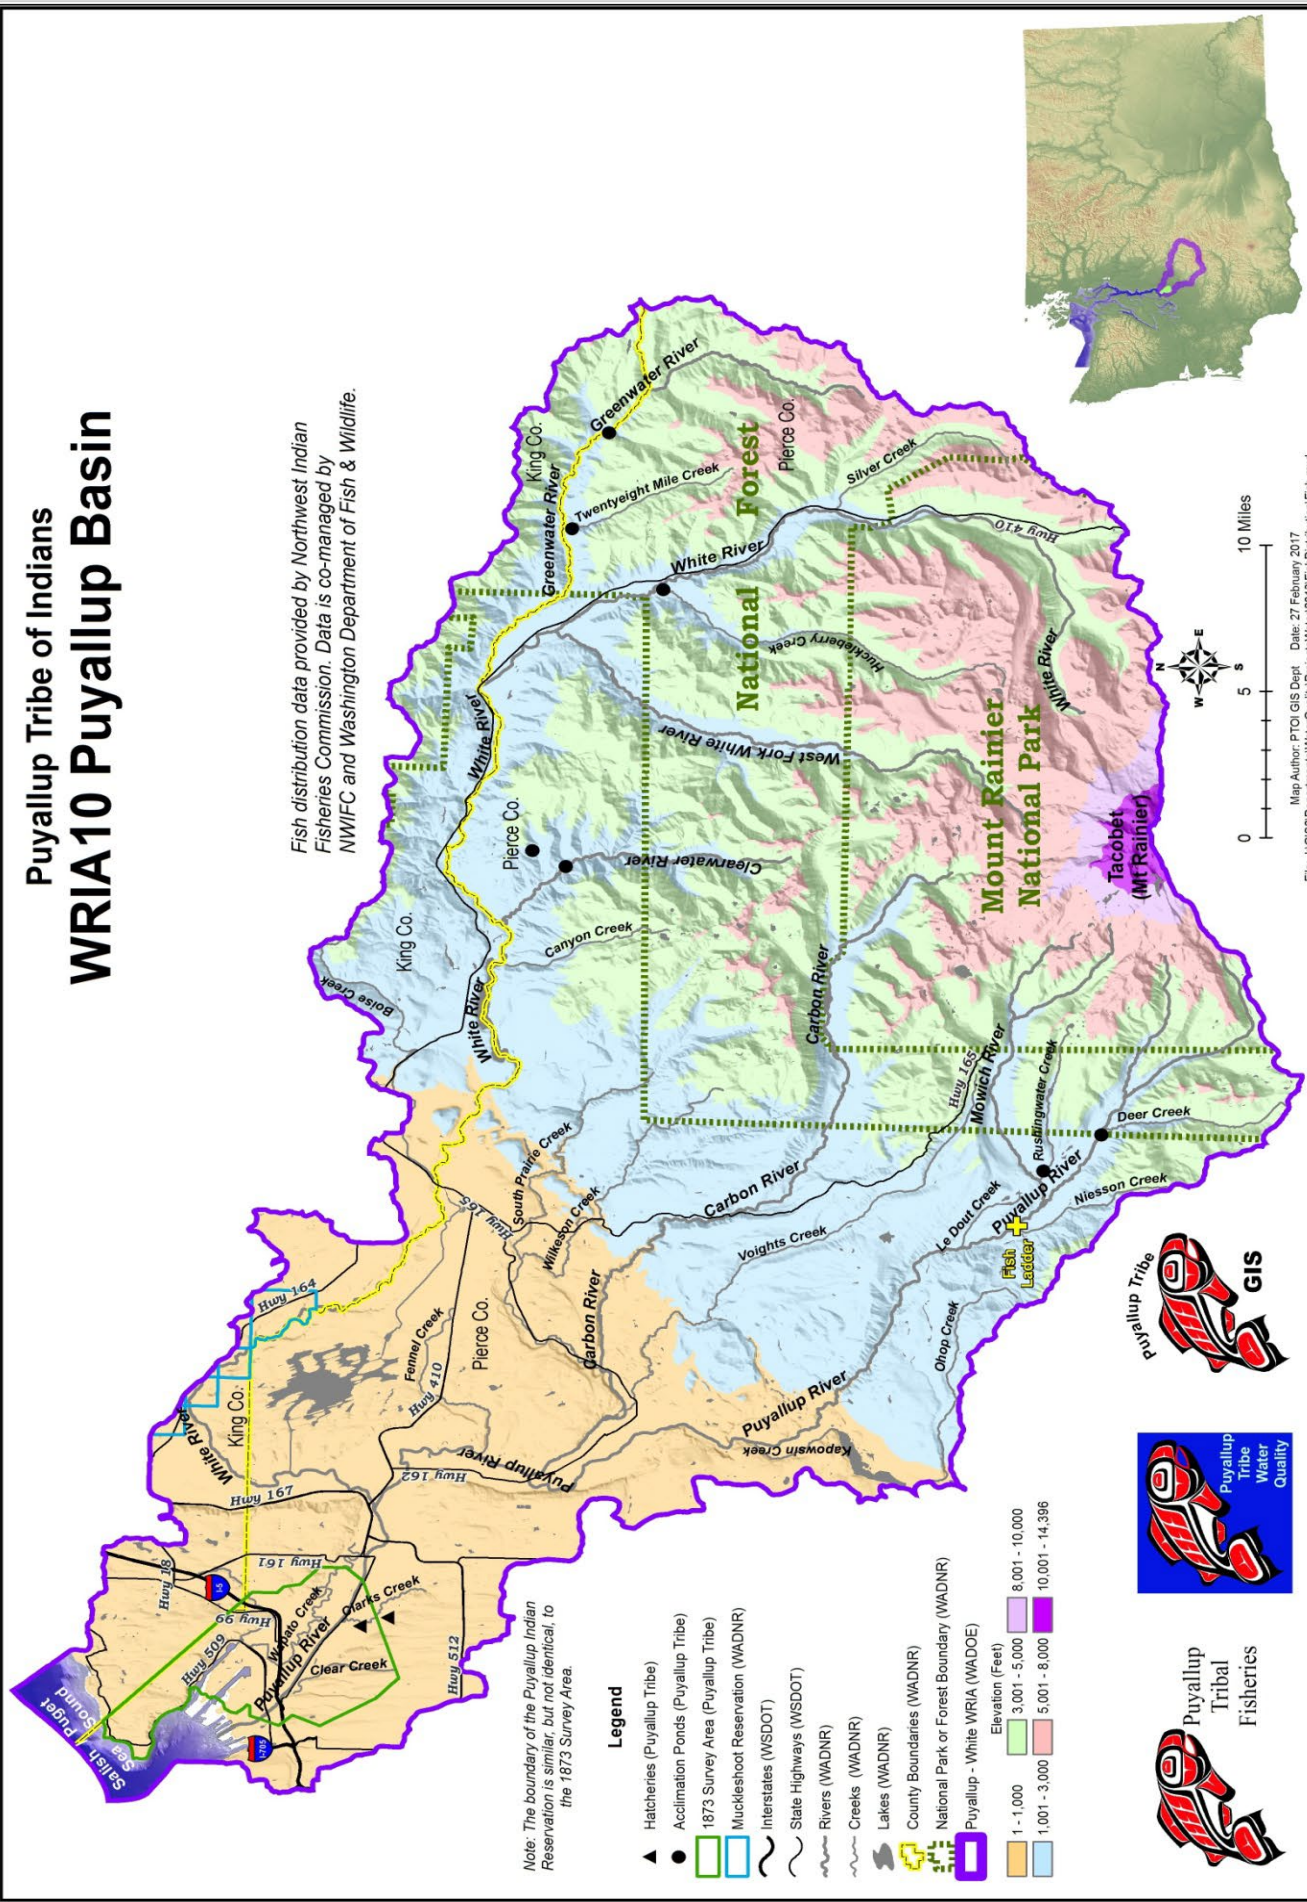 Puyallup Tribe of Indians
WRIA10 Puyallup Basin
Fish distribution data provided by Northwest Indian
Fisheries Commission. Data is co-managed by
NWIFC and Washington Department of Fish & Wildlife.
Salish
Sea
Puget
Sound
Hwy 18
I-5
Hwy 99
Hwy 509
Hwy 161
Hwy 167
I-705
Wapato Creek
Puyallup River
Clear Creek
Clarks Creek
Hwy 512
White River
King Co.
Hwy 164
Fennel Creek
Hwy 410
Pierce Co.
Hwy 162
Puyallup River
Hwy 165
South Prairie Creek
Wilkeson Creek
Carbon River
Carbon River
Voights Creek
Puyallup River
Kapowsin Creek
Ohop Creek
Le Dout Creek
Fish
Ladder
Puyallup River
Niesson Creek
Rushingwater Creek
Deer Creek
Mowich River
Hwy 165
Carbon River
Boise Creek
King Co.
White River
Canyon Creek
Pierce Co.
Clearwater River
White River
West Fork White River
Greenwater River
King Co.
Twentyeight Mile Creek
Greenwater River
White River
Huckleberry Creek
National Forest
Pierce Co.
Silver Creek
Hwy 410
White River
Mount Rainier
National Park
Tacobet
(Mt Rainier)
Note: The boundary of the Puyallup Indian
Reservation is similar, but not identical, to
the 1873 Survey Area.
Legend
Hatcheries (Puyallup Tribe)
Acclimation Ponds (Puyallup Tribe)
1873 Survey Area (Puyallup Tribe)
Muckleshoot Reservation (WADNR)
Interstates (WSDOT)
State Highways (WSDOT)
Rivers (WADNR)
Creeks (WADNR)
Lakes (WADNR)
County Boundaries (WADNR)
National Park or Forest Boundary (WADNR)
Puyallup - White WRIA (WADOE)
Elevation (Feet)
1 - 1,000
3,001 - 5,000
8,001 - 10,000
1,001 - 3,000
5,001 - 8,000
10,001 - 14,396
Puyallup
Tribal
Fisheries
Puyallup
Tribe
Water
Quality
Puyallup Tribe
GIS
N
W
E
S
0
5
10 Miles
Map Author: PTOI GIS Dept Date: 27 February 2017